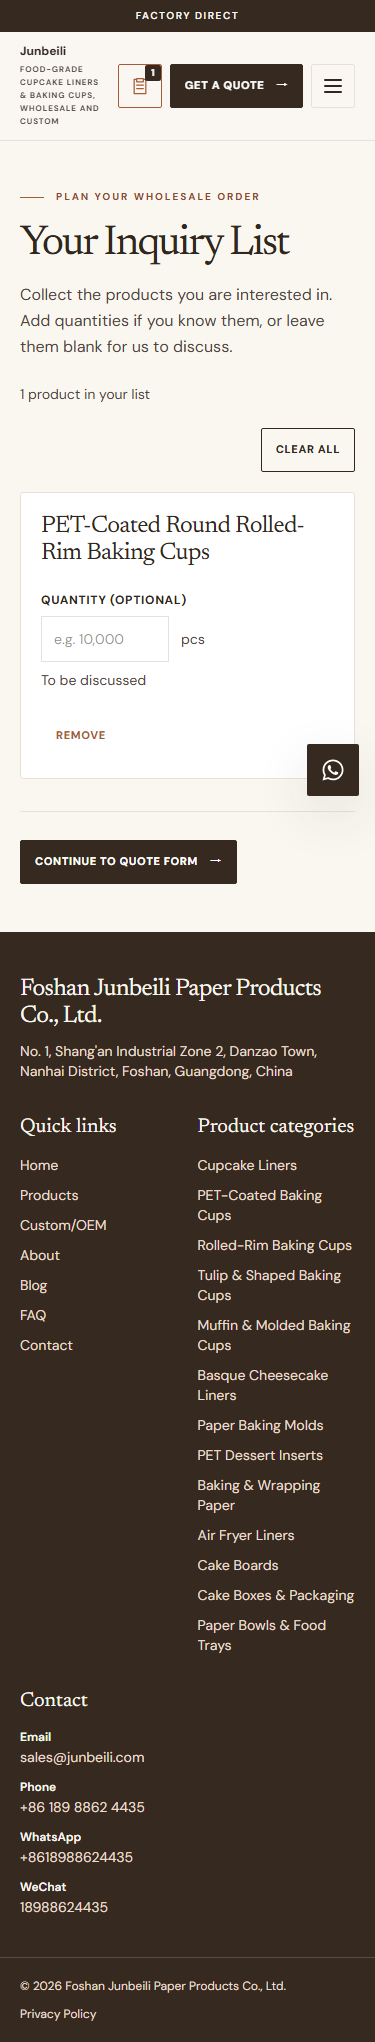 FACTORY DIRECT
Junbeili
FOOD-GRADE
CUPCAKE LINERS
& BAKING CUPS,
WHOLESALE AND
CUSTOM
1
GET A QUOTE →
PLAN YOUR WHOLESALE ORDER
Your Inquiry List
Collect the products you are interested in.
Add quantities if you know them, or leave
them blank for us to discuss.
1 product in your list
CLEAR ALL
PET-Coated Round Rolled-
Rim Baking Cups
QUANTITY (OPTIONAL)
e.g. 10,000 pcs
To be discussed
REMOVE
CONTINUE TO QUOTE FORM →
Foshan Junbeili Paper Products
Co., Ltd.
No. 1, Shang'an Industrial Zone 2, Danzao Town,
Nanhai District, Foshan, Guangdong, China
Quick links
Home
Products
Custom/OEM
About
Blog
FAQ
Contact
Product categories
Cupcake Liners
PET-Coated Baking
Cups
Rolled-Rim Baking Cups
Tulip & Shaped Baking
Cups
Muffin & Molded Baking
Cups
Basque Cheesecake
Liners
Paper Baking Molds
PET Dessert Inserts
Baking & Wrapping
Paper
Air Fryer Liners
Cake Boards
Cake Boxes & Packaging
Paper Bowls & Food
Trays
Contact
Email
sales@junbeili.com
Phone
+86 189 8862 4435
WhatsApp
+8618988624435
WeChat
18988624435
© 2026 Foshan Junbeili Paper Products Co., Ltd.
Privacy Policy